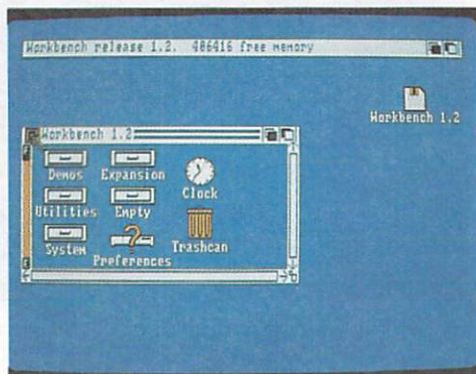 Workbench release 1.2. 406416 free memory
Workbench 1.2
Workbench 1.2
Demos Expansion Clock
Utilities Empty
System Preferences Trashcan